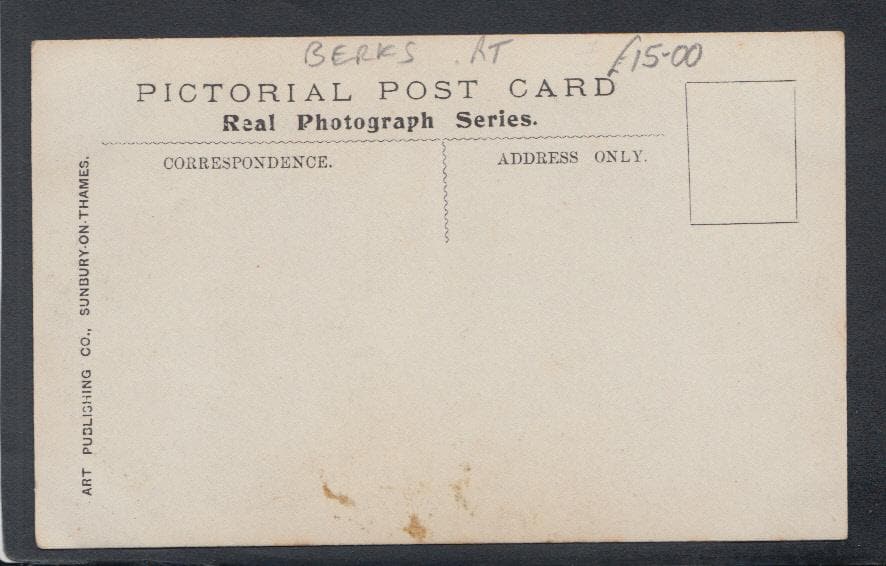 BERKS . RT £15-00
PICTORIAL POST CARD
Real Photograph Series.
CORRESPONDENCE.
ADDRESS ONLY.
ART PUBLISHING CO., SUNBURY-ON-THAMES.